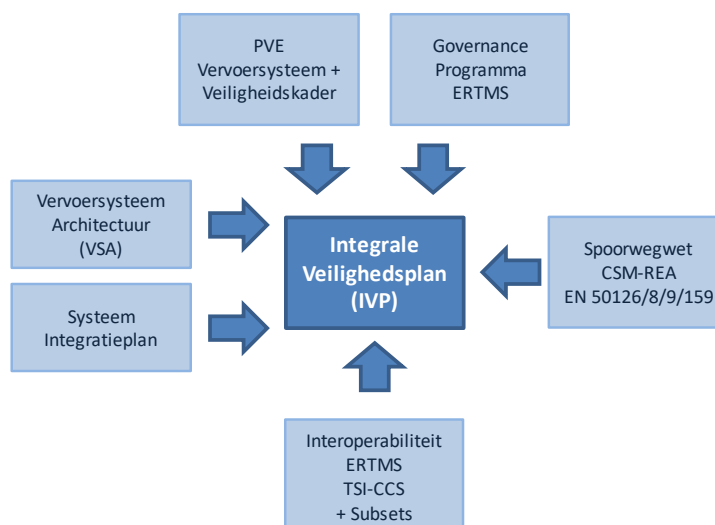 PVE
Vervoersysteem +
Veiligheidskader
Governance
Programma
ERTMS
Vervoersysteem
Architectuur
(VSA)
Integrale
Veilighedsplan
(IVP)
Spoorwegwet
CSM-REA
EN 50126/8/9/159
Systeem
Integratieplan
Interoperabiliteit
ERTMS
TSI-CCS
+ Subsets